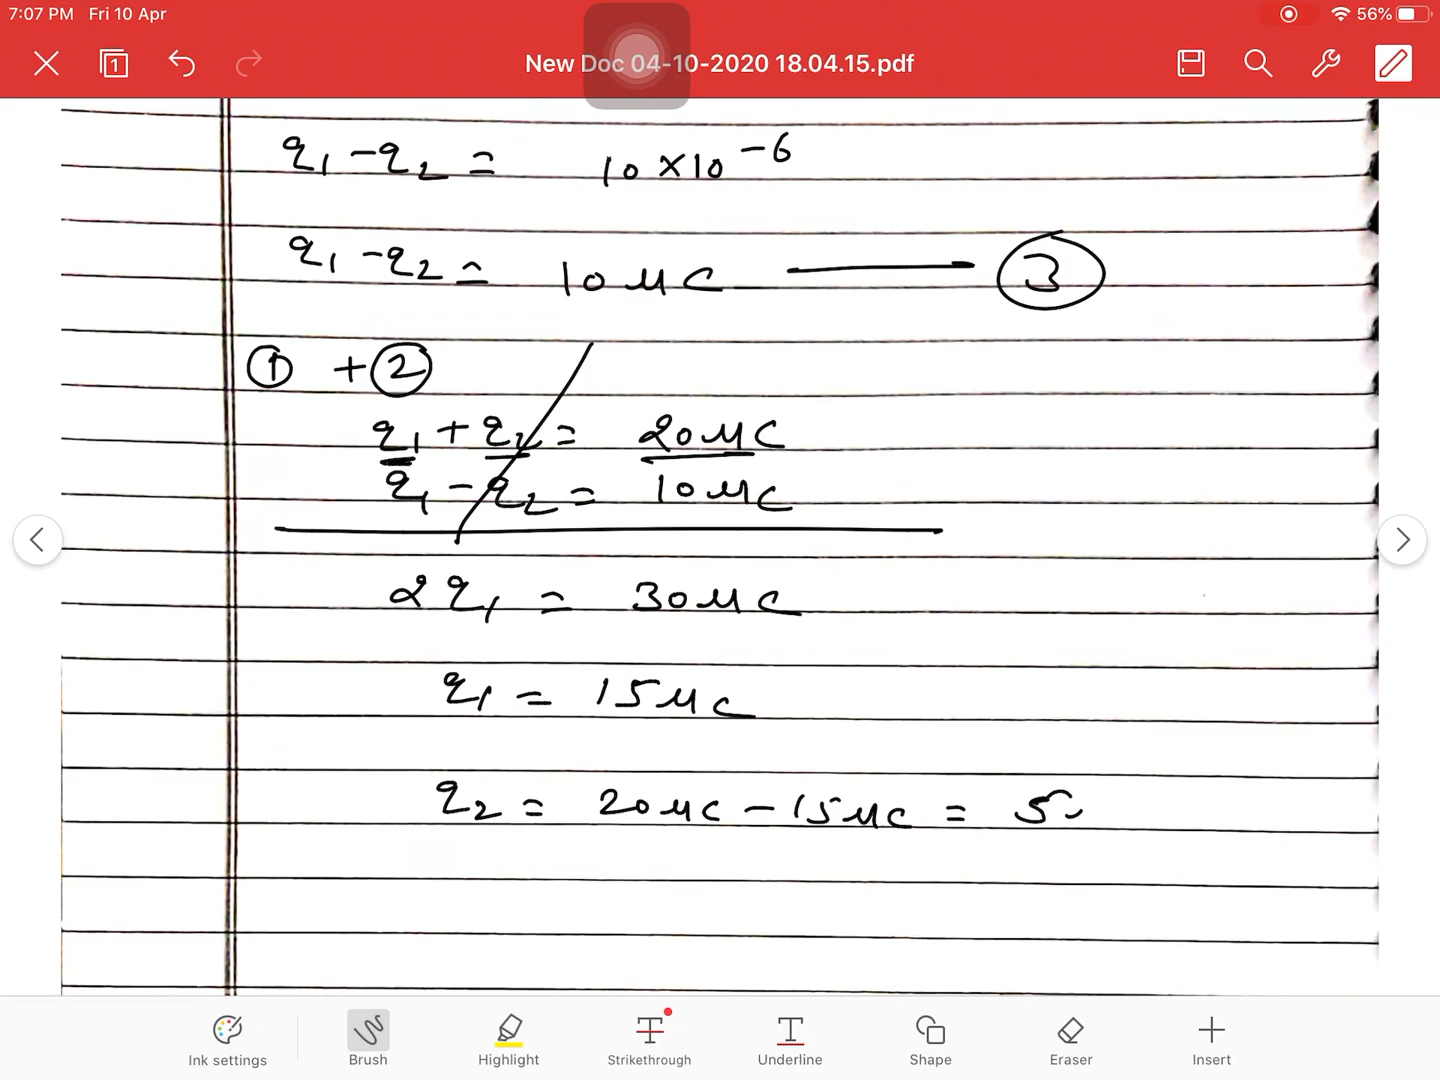 7:07 PM Fri 10 Apr 56%
1 New Doc 04-10-2020 18.04.15.pdf
q₁ - q₂ = 10 × 10⁻⁶
q₁ - q₂ = 10 μC ③
① + ②
q₁ + q₂ = 20 μC
q₁ - q₂ = 10 μC
2q₁ = 30 μC
q₁ = 15 μC
q₂ = 20 μC - 15 μC = 5
Ink settings Brush Highlight Strikethrough Underline Shape Eraser Insert